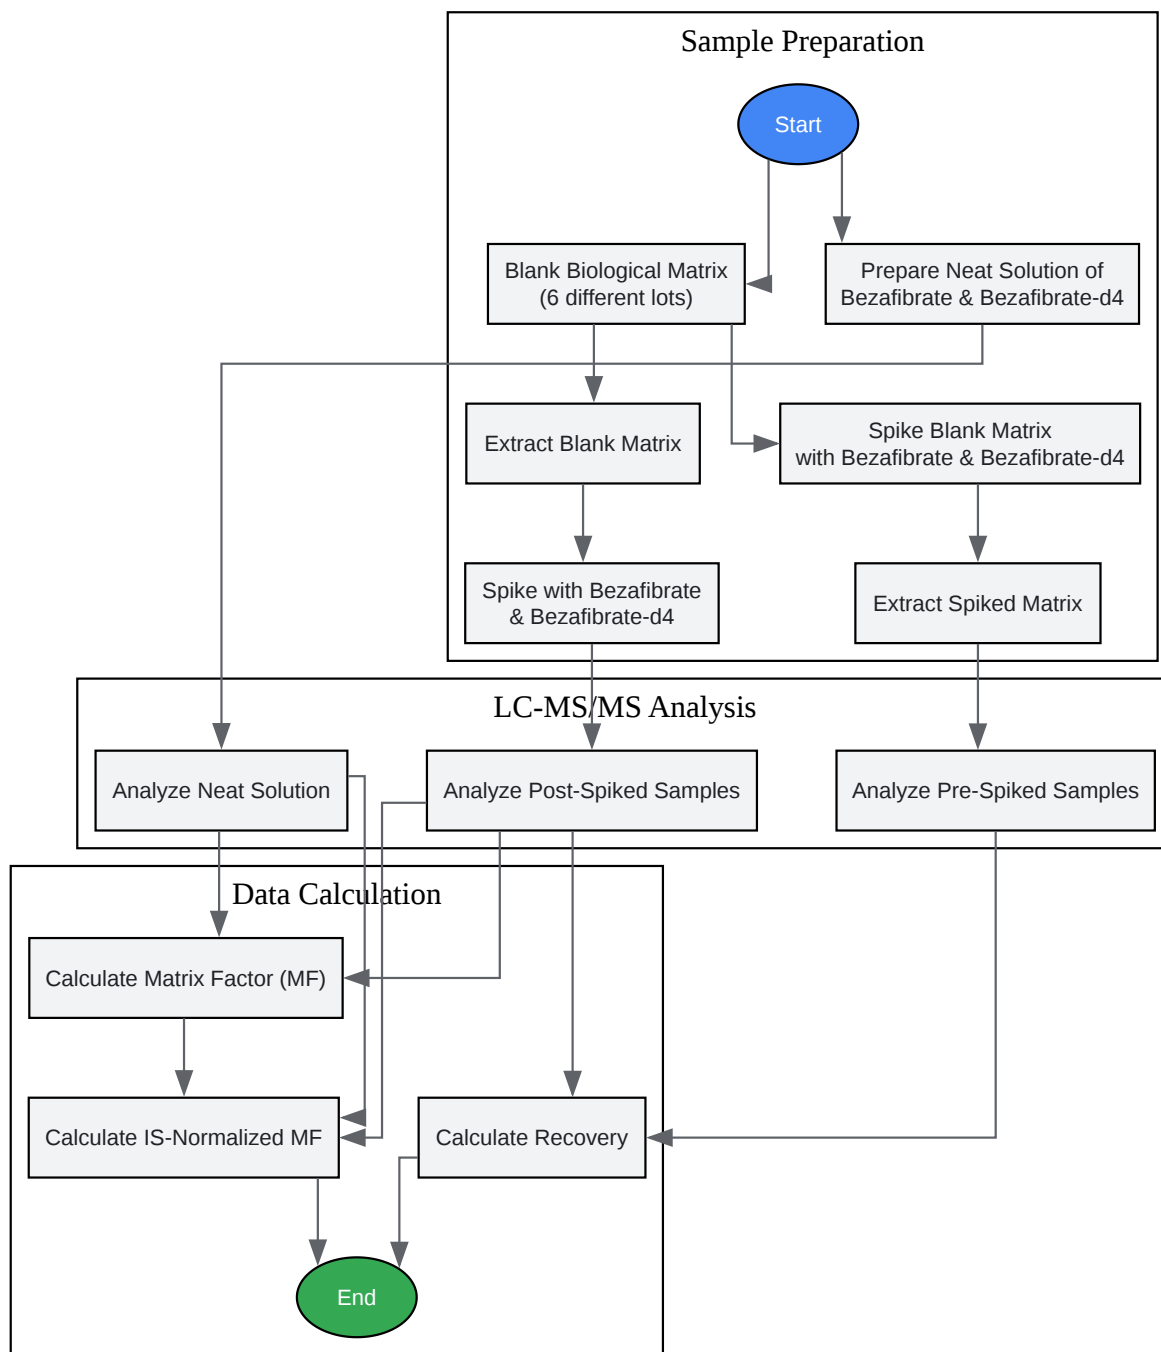 Sample Preparation
Start
Blank Biological Matrix
(6 different lots)
Prepare Neat Solution of
Bezafibrate & Bezafibrate-d4
Extract Blank Matrix
Spike Blank Matrix
with Bezafibrate & Bezafibrate-d4
Spike with Bezafibrate
& Bezafibrate-d4
Extract Spiked Matrix
LC-MS/MS Analysis
Analyze Neat Solution
Analyze Post-Spiked Samples
Analyze Pre-Spiked Samples
Data Calculation
Calculate Matrix Factor (MF)
Calculate IS-Normalized MF
Calculate Recovery
End